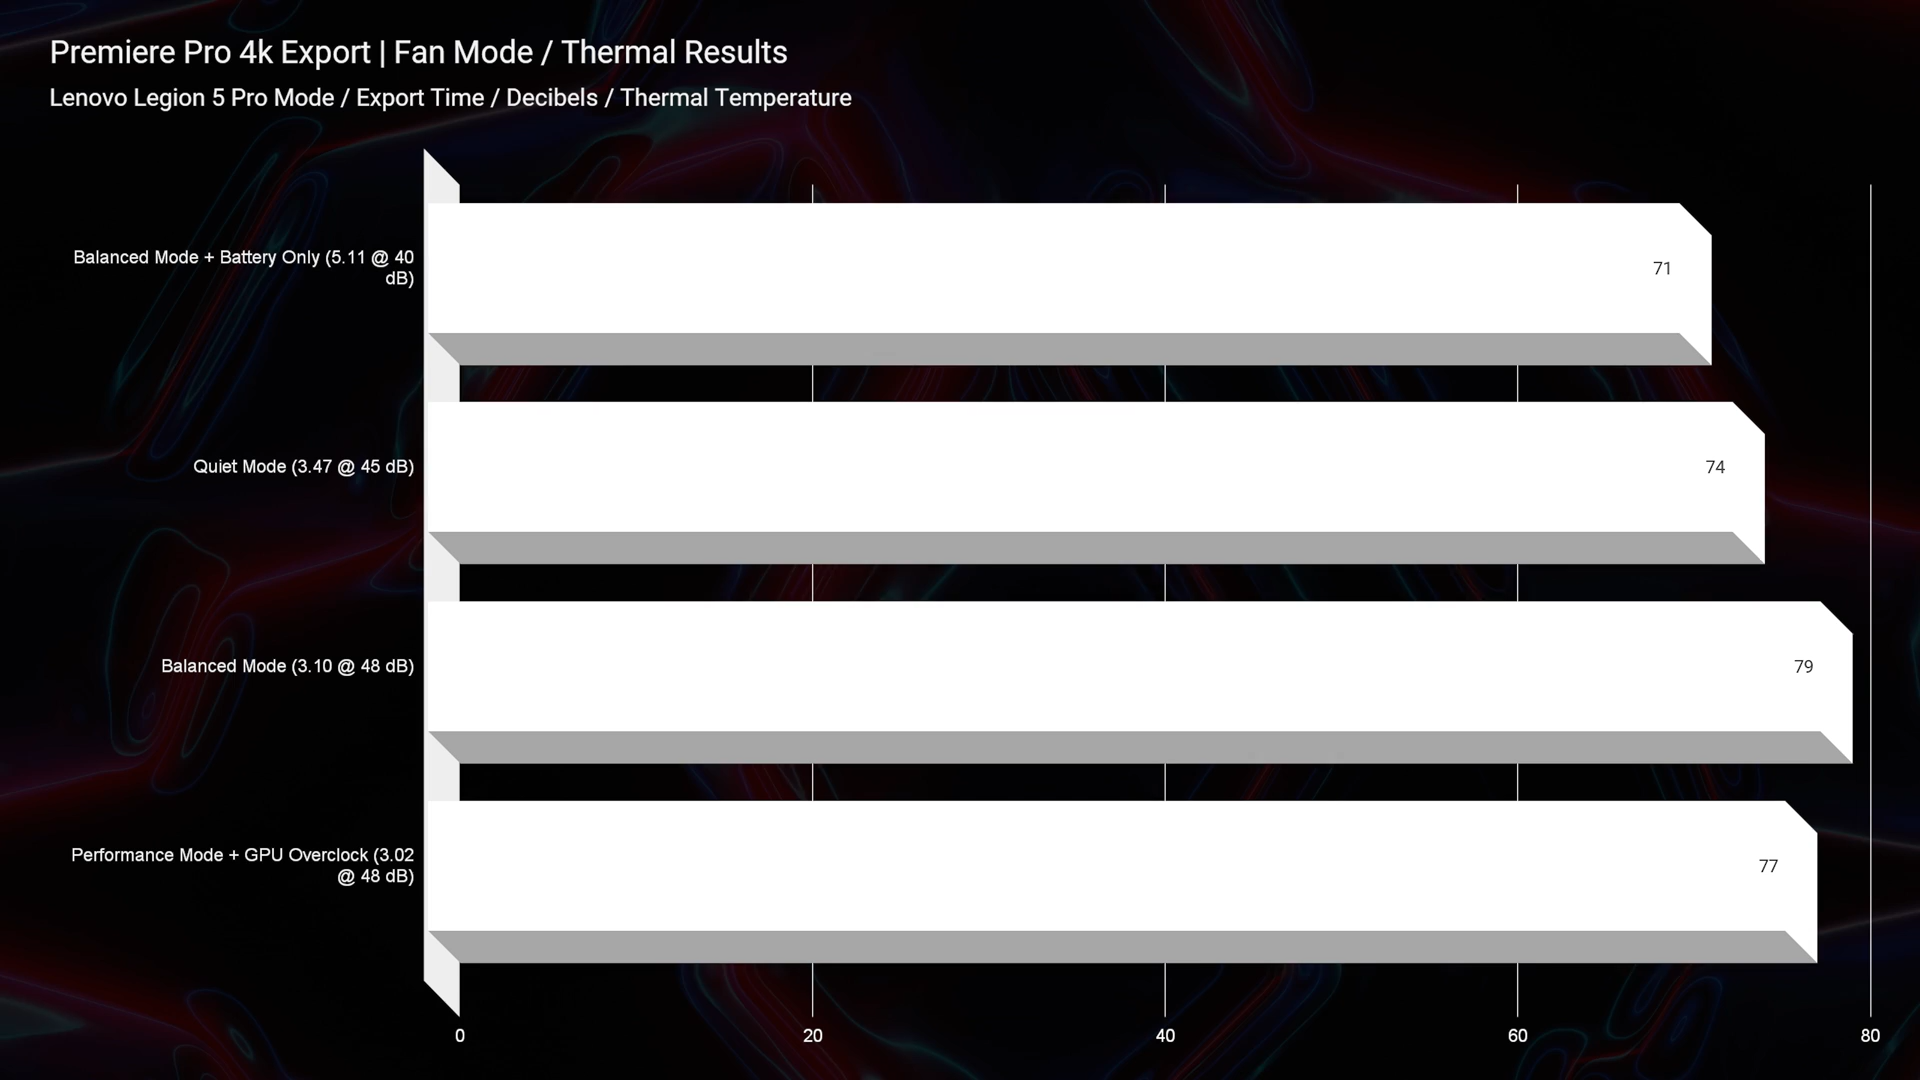 Premiere Pro 4k Export | Fan Mode / Thermal Results
Lenovo Legion 5 Pro Mode / Export Time / Decibels / Thermal Temperature
Balanced Mode + Battery Only (5.11 @ 40
dB)
71
Quiet Mode (3.47 @ 45 dB)
74
Balanced Mode (3.10 @ 48 dB)
79
Performance Mode + GPU Overclock (3.02
@ 48 dB)
77
0 20 40 60 80